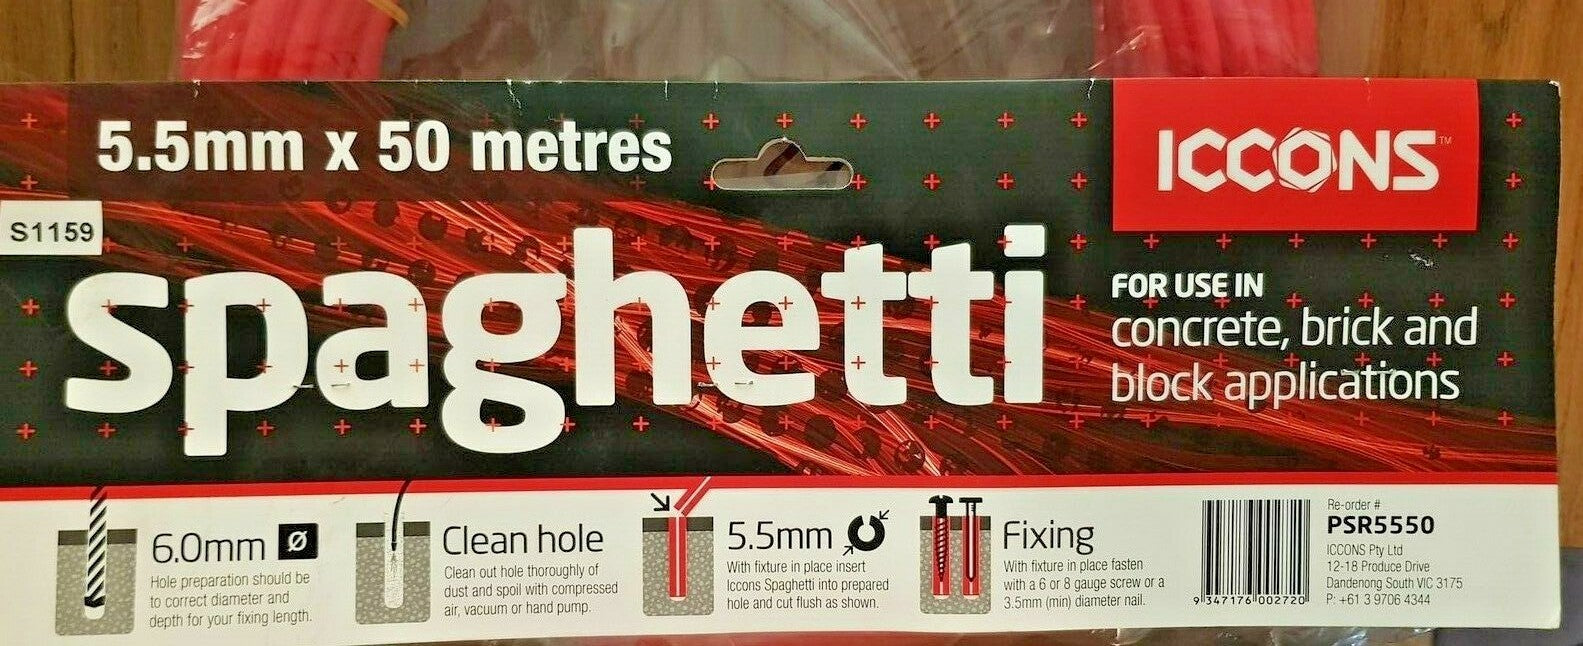 5.5mm x 50 metres
ICCONS™
S1159
spaghetti
FOR USE IN
concrete, brick and
block applications
6.0mm Ø
Hole preparation should be
to correct diameter and
depth for your fixing length.
Clean hole
Clean out hole thoroughly of
dust and spoil with compressed
air, vacuum or hand pump.
5.5mm
With fixture in place insert
Iccons Spaghetti into prepared
hole and cut flush as shown.
Fixing
With fixture in place fasten
with a 6 or 8 gauge screw or a
3.5mm (min) diameter nail.
9 347176 002720
Re-order #
PSR5550
ICCONS Pty Ltd
12-18 Produce Drive
Dandenong South VIC 3175
P: +61 3 9706 4344